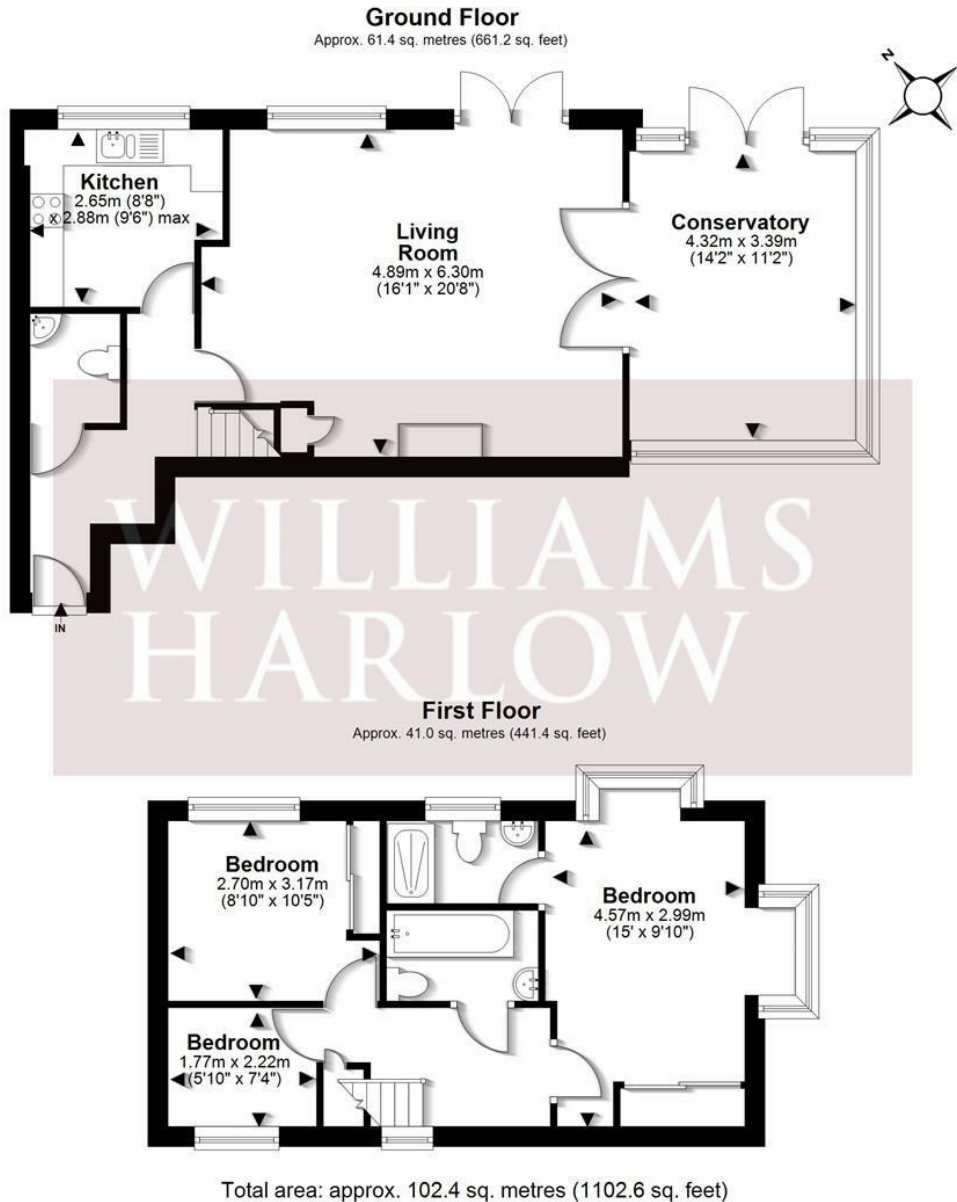 Ground Floor
Approx. 61.4 sq. metres (661.2 sq. feet)
N
Kitchen
2.65m (8'8")
x 2.88m (9'6") max
Living
Room
4.89m x 6.30m
(16'1" x 20'8")
Conservatory
4.32m x 3.39m
(14'2" x 11'2")
IN
WILLIAMS
HARLOW
First Floor
Approx. 41.0 sq. metres (441.4 sq. feet)
Bedroom
2.70m x 3.17m
(8'10" x 10'5")
Bedroom
4.57m x 2.99m
(15' x 9'10")
Bedroom
1.77m x 2.22m
(5'10" x 7'4")
Total area: approx. 102.4 sq. metres (1102.6 sq. feet)